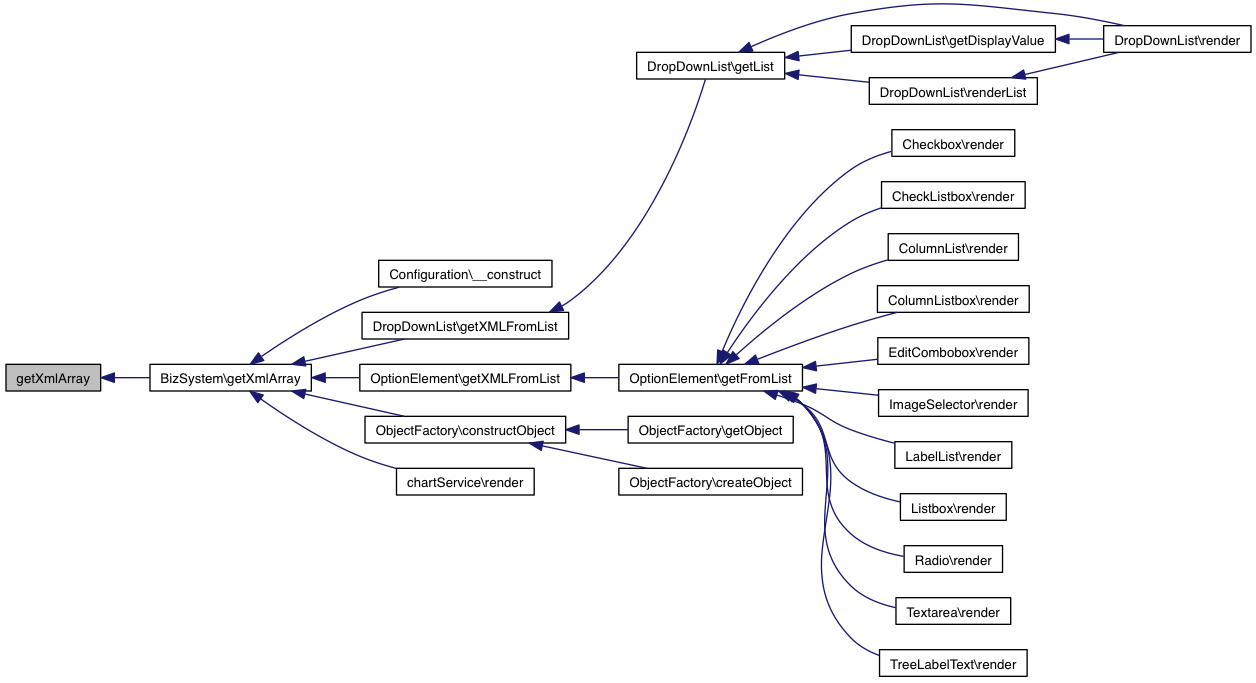 DropDownList\getDisplayValue
DropDownList\render
DropDownList\getList
DropDownList\renderList
Checkbox\render
CheckListbox\render
ColumnList\render
Configuration\__construct
ColumnListbox\render
DropDownList\getXMLFromList
EditCombobox\render
getXmlArray
BizSystem\getXmlArray
OptionElement\getXMLFromList
OptionElement\getFromList
ImageSelector\render
ObjectFactory\constructObject
ObjectFactory\getObject
LabelList\render
chartService\render
ObjectFactory\createObject
Listbox\render
Radio\render
Textarea\render
TreeLabelText\render